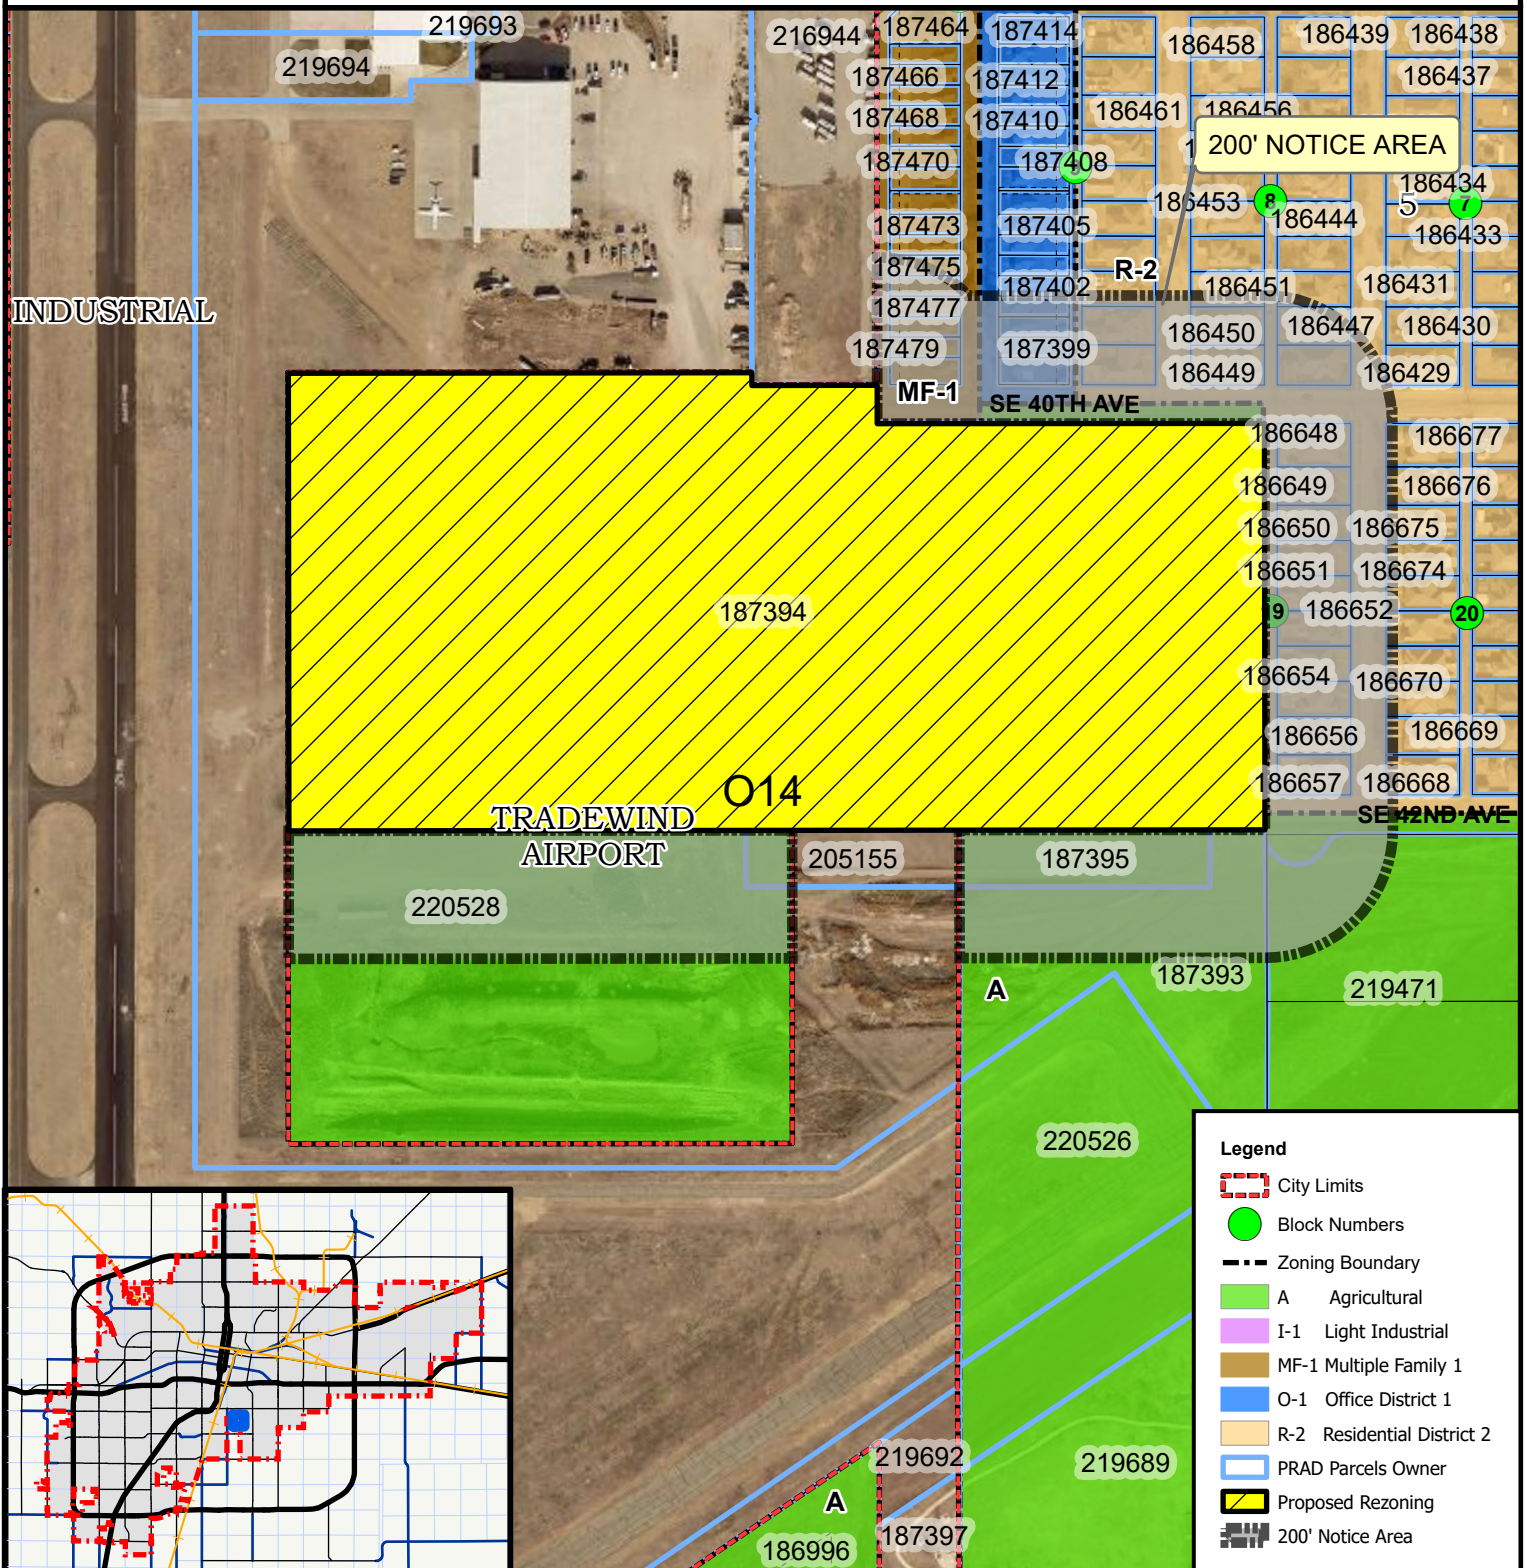 219693
219694
216944
187464
187414
186458
186439
186438
187466
187412
186437
187468
187410
186461
186456
200' NOTICE AREA
187470
187408
186434
186453
8
186444
5
7
187473
187405
186433
187475
187402
R-2
186451
186431
INDUSTRIAL
187477
186450
186447
186430
187479
187399
186449
186429
MF-1
SE 40TH AVE
186648
186677
186649
186676
186650
186675
186651
186674
187394
9
186652
20
186654
186670
186656
186669
186657
186668
O14
TRADEWIND
AIRPORT
SE 42ND AVE
205155
187395
220528
187393
219471
A
220526
219692
219689
A
187397
186996
Legend
City Limits
Block Numbers
Zoning Boundary
A Agricultural
I-1 Light Industrial
MF-1 Multiple Family 1
O-1 Office District 1
R-2 Residential District 2
PRAD Parcels Owner
Proposed Rezoning
200' Notice Area